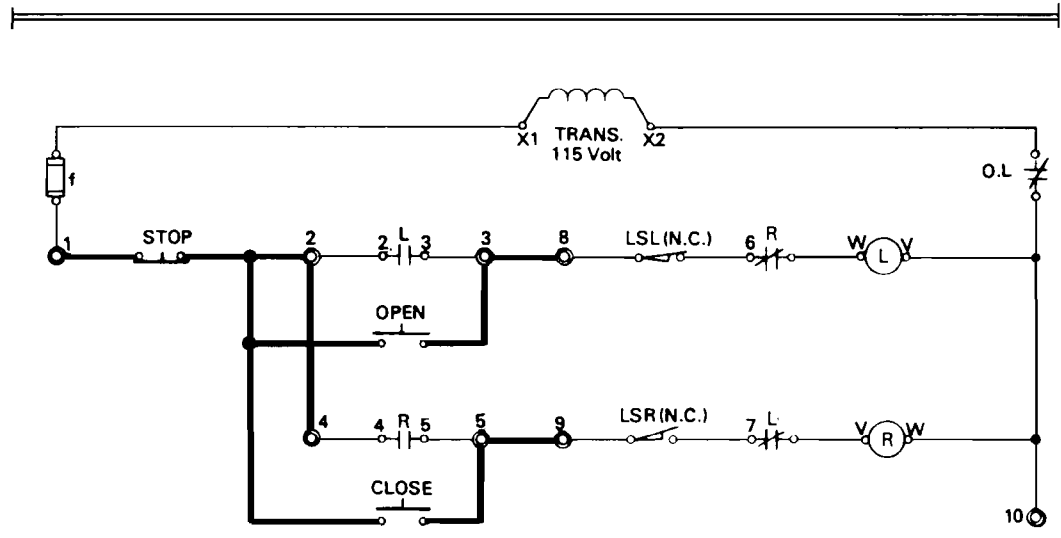 X1 TRANS. X2
115 Volt
f
O.L
1 STOP 2 2 L 3 3 8 LSL (N.C.) 6 R W L V
OPEN
4 4 R 5 5 9 LSR (N.C.) 7 L V R W
CLOSE
10